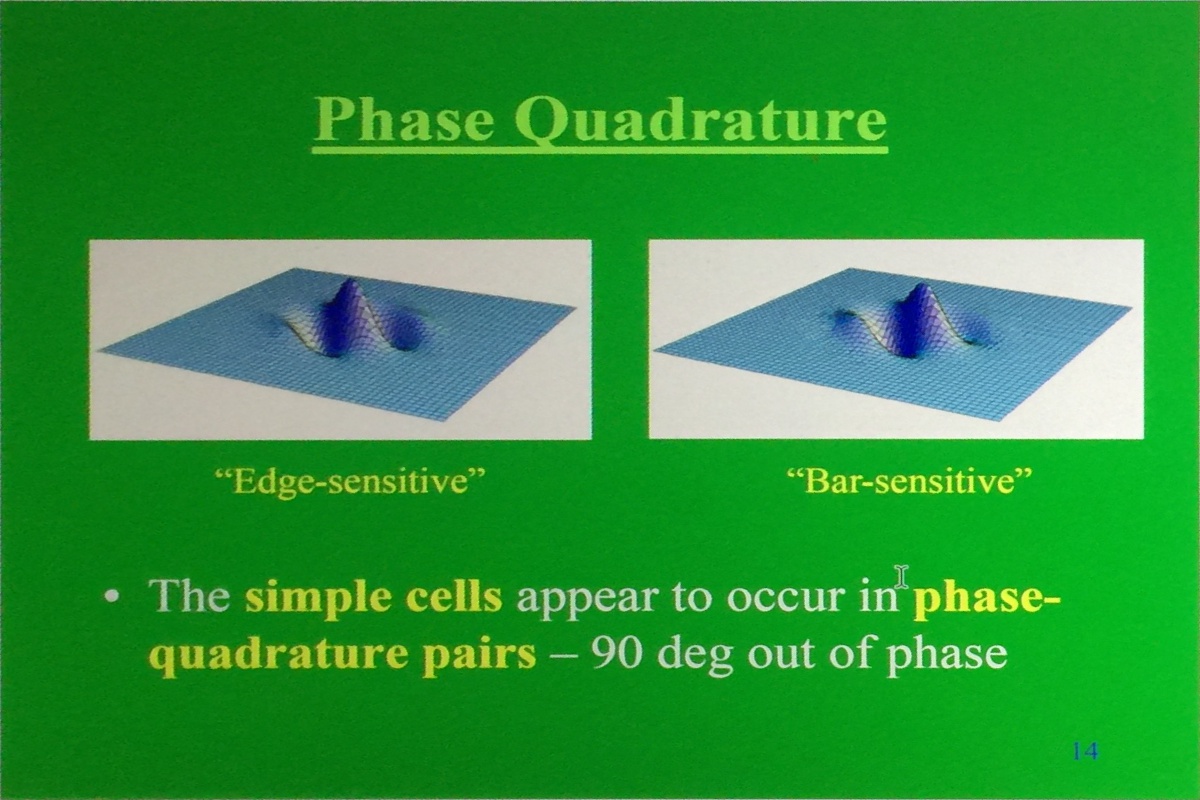 Phase Quadrature
“Edge-sensitive”
“Bar-sensitive”
• The simple cells appear to occur in phase-
quadrature pairs – 90 deg out of phase
14